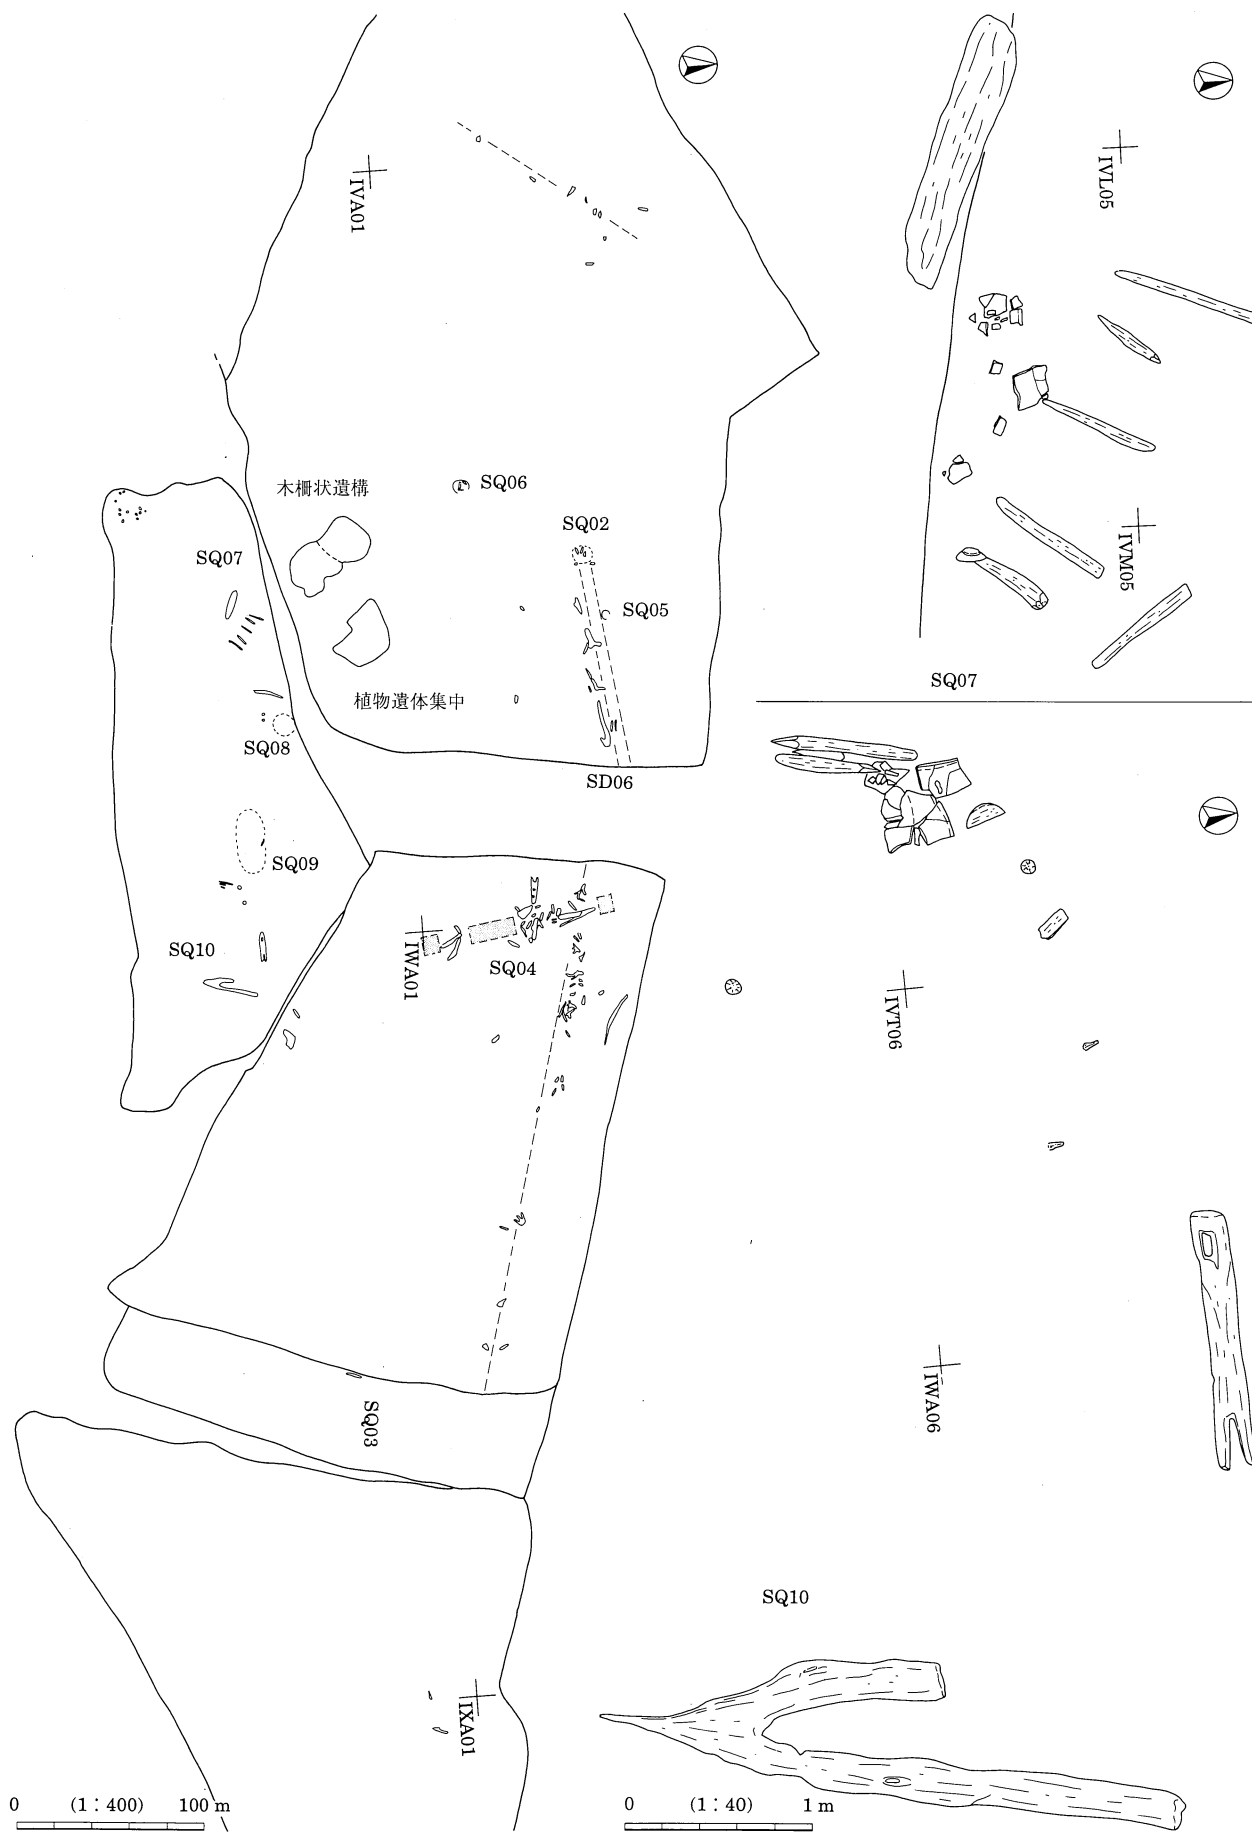 IVA01
IVL05
木柵状遺構
SQ06
SQ02
SQ07
SQ05
IVM05
植物遺体集中
SQ07
SQ08
SD06
SQ09
SQ10
IWA01
SQ04
IVT06
IWA06
SQ03
SQ10
IXA01
0 (1：400) 100 m
0 (1：40) 1 m